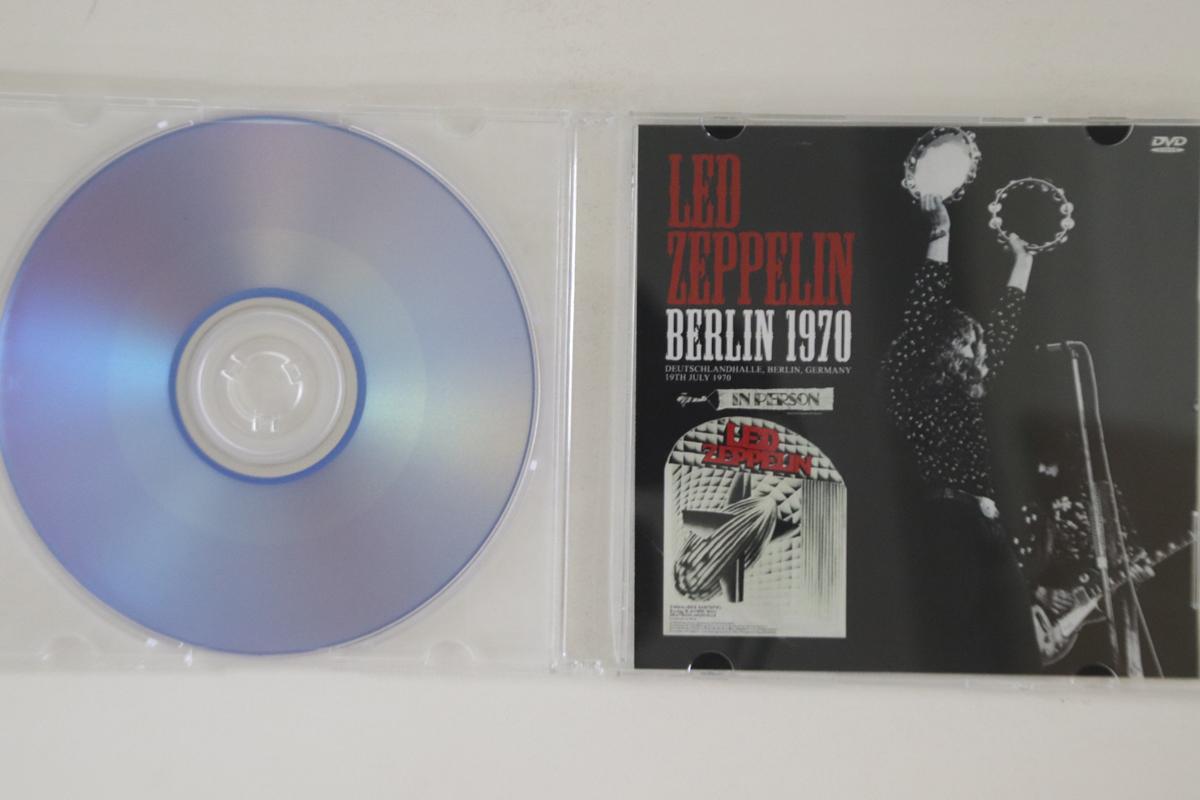 LED
ZEPPELIN
BERLIN 1970
DEUTSCHLANDHALLE, BERLIN, GERMANY
19TH JULY 1970
IN PERSON
LED
ZEPPELIN
DVD